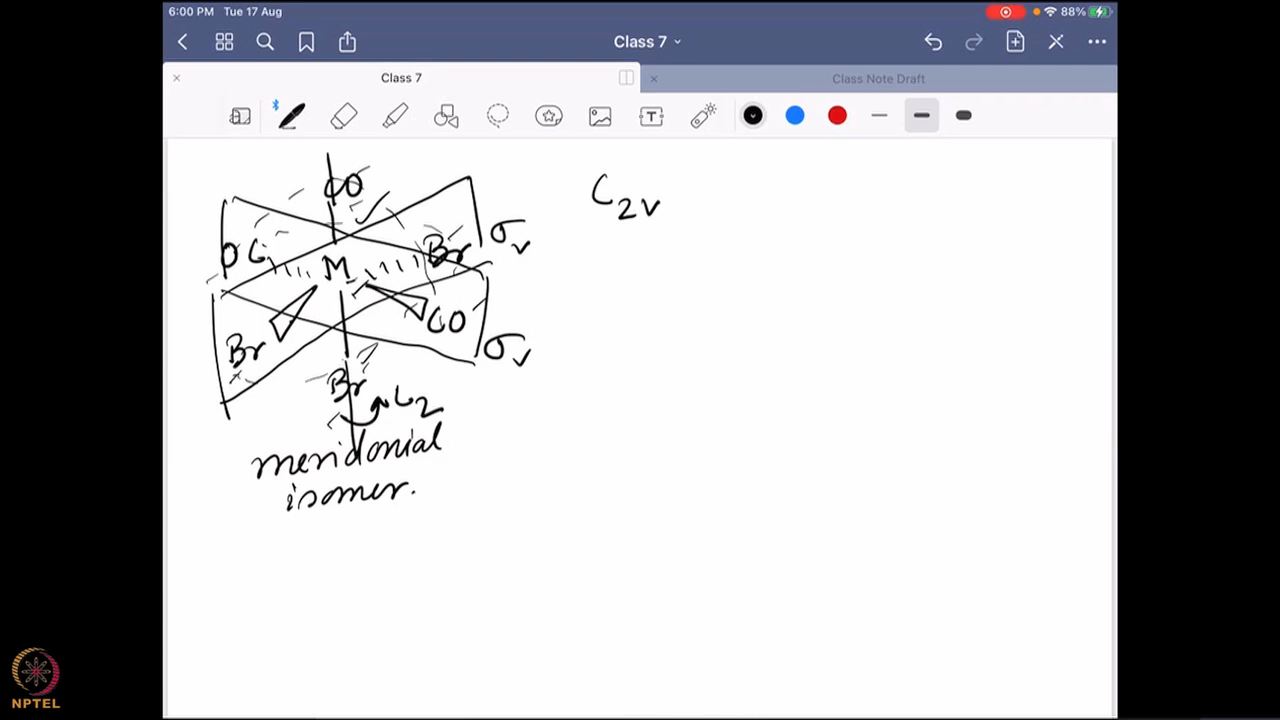 6:00 PM Tue 17 Aug
88%
Class 7
Class 7
Class Note Draft
T
CO
C2v
OC
Br
σv
M
Br
CO
σv
Br
C2
meridonial
isomer.
NPTEL